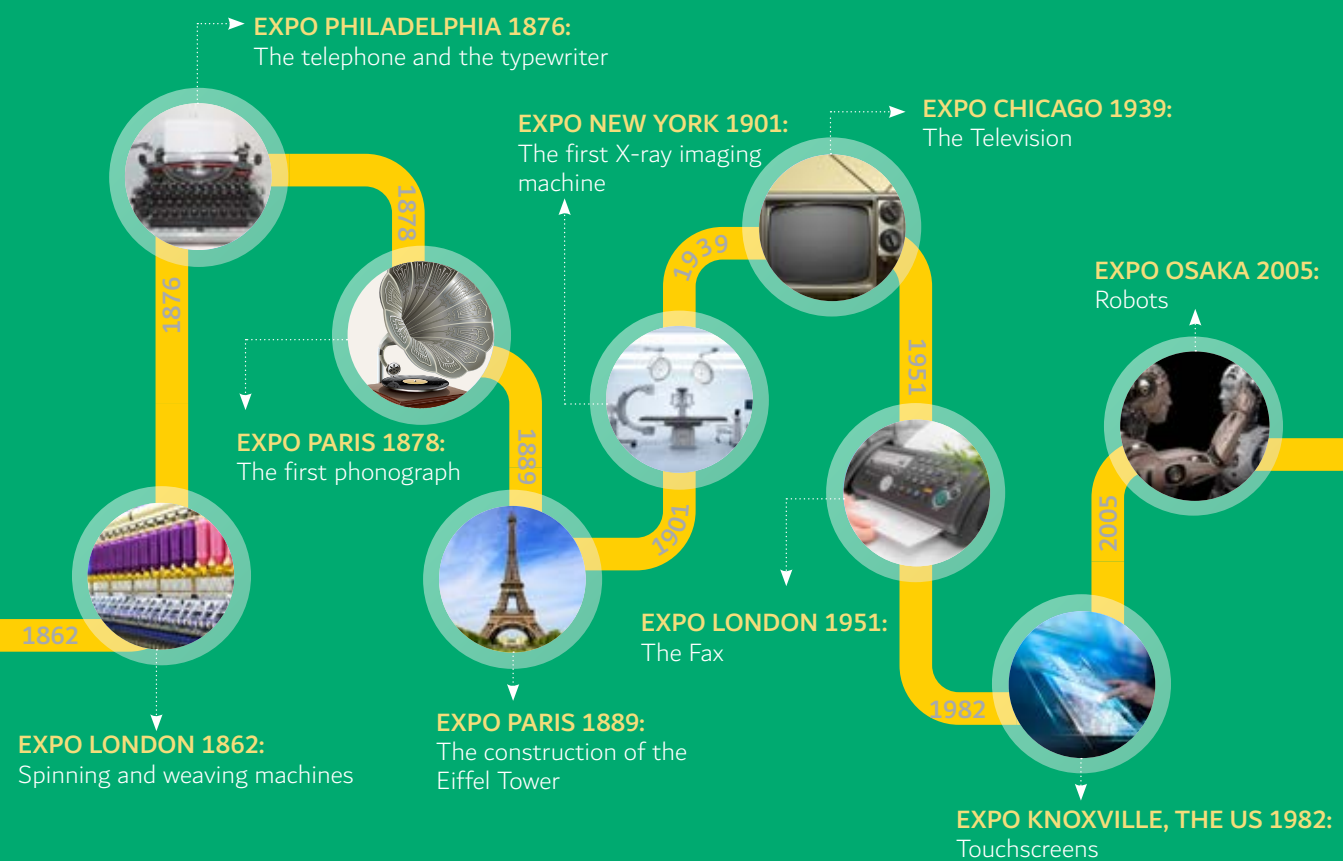 EXPO PHILADELPHIA 1876:
The telephone and the typewriter
EXPO NEW YORK 1901:
The first X-ray imaging
machine
EXPO CHICAGO 1939:
The Television
EXPO OSAKA 2005:
Robots
1878
1939
1876
1951
EXPO PARIS 1878:
The first phonograph
1889
1901
2005
1862
EXPO LONDON 1951:
The Fax
1982
EXPO LONDON 1862:
Spinning and weaving machines
EXPO PARIS 1889:
The construction of the
Eiffel Tower
EXPO KNOXVILLE, THE US 1982:
Touchscreens